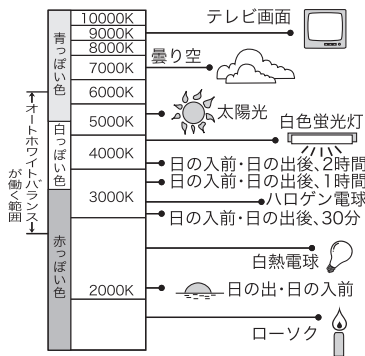 オートホワイトバランスが働く範囲
青っぽい色
白っぽい色
赤っぽい色
10000K
9000K
8000K
7000K
6000K
5000K
4000K
3000K
2000K
テレビ画面
曇り空
太陽光
白色蛍光灯
日の入前・日の出後、2時間
日の入前・日の出後、1時間
ハロゲン電球
日の入前・日の出後、30分
白熱電球
日の出・日の入前
ローソク